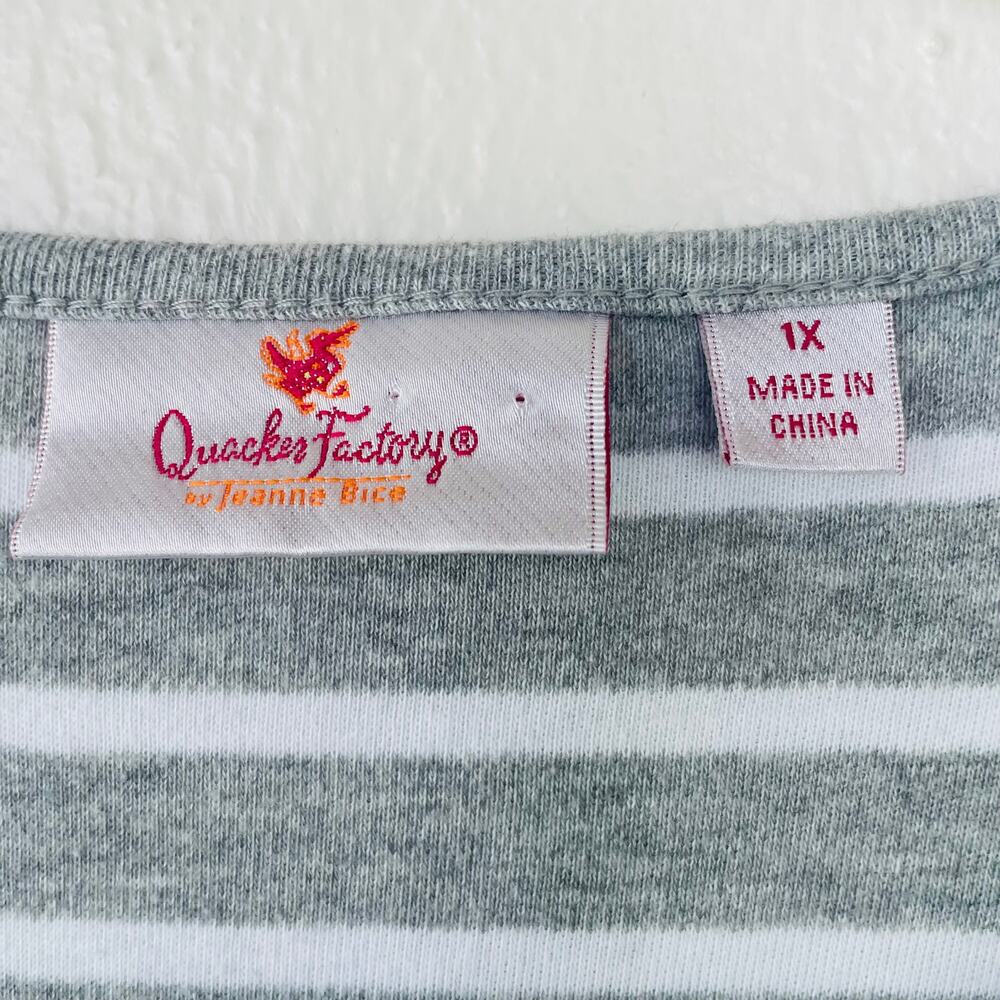 Quacker Factory®
by Jeanne Bice
1X
MADE IN
CHINA